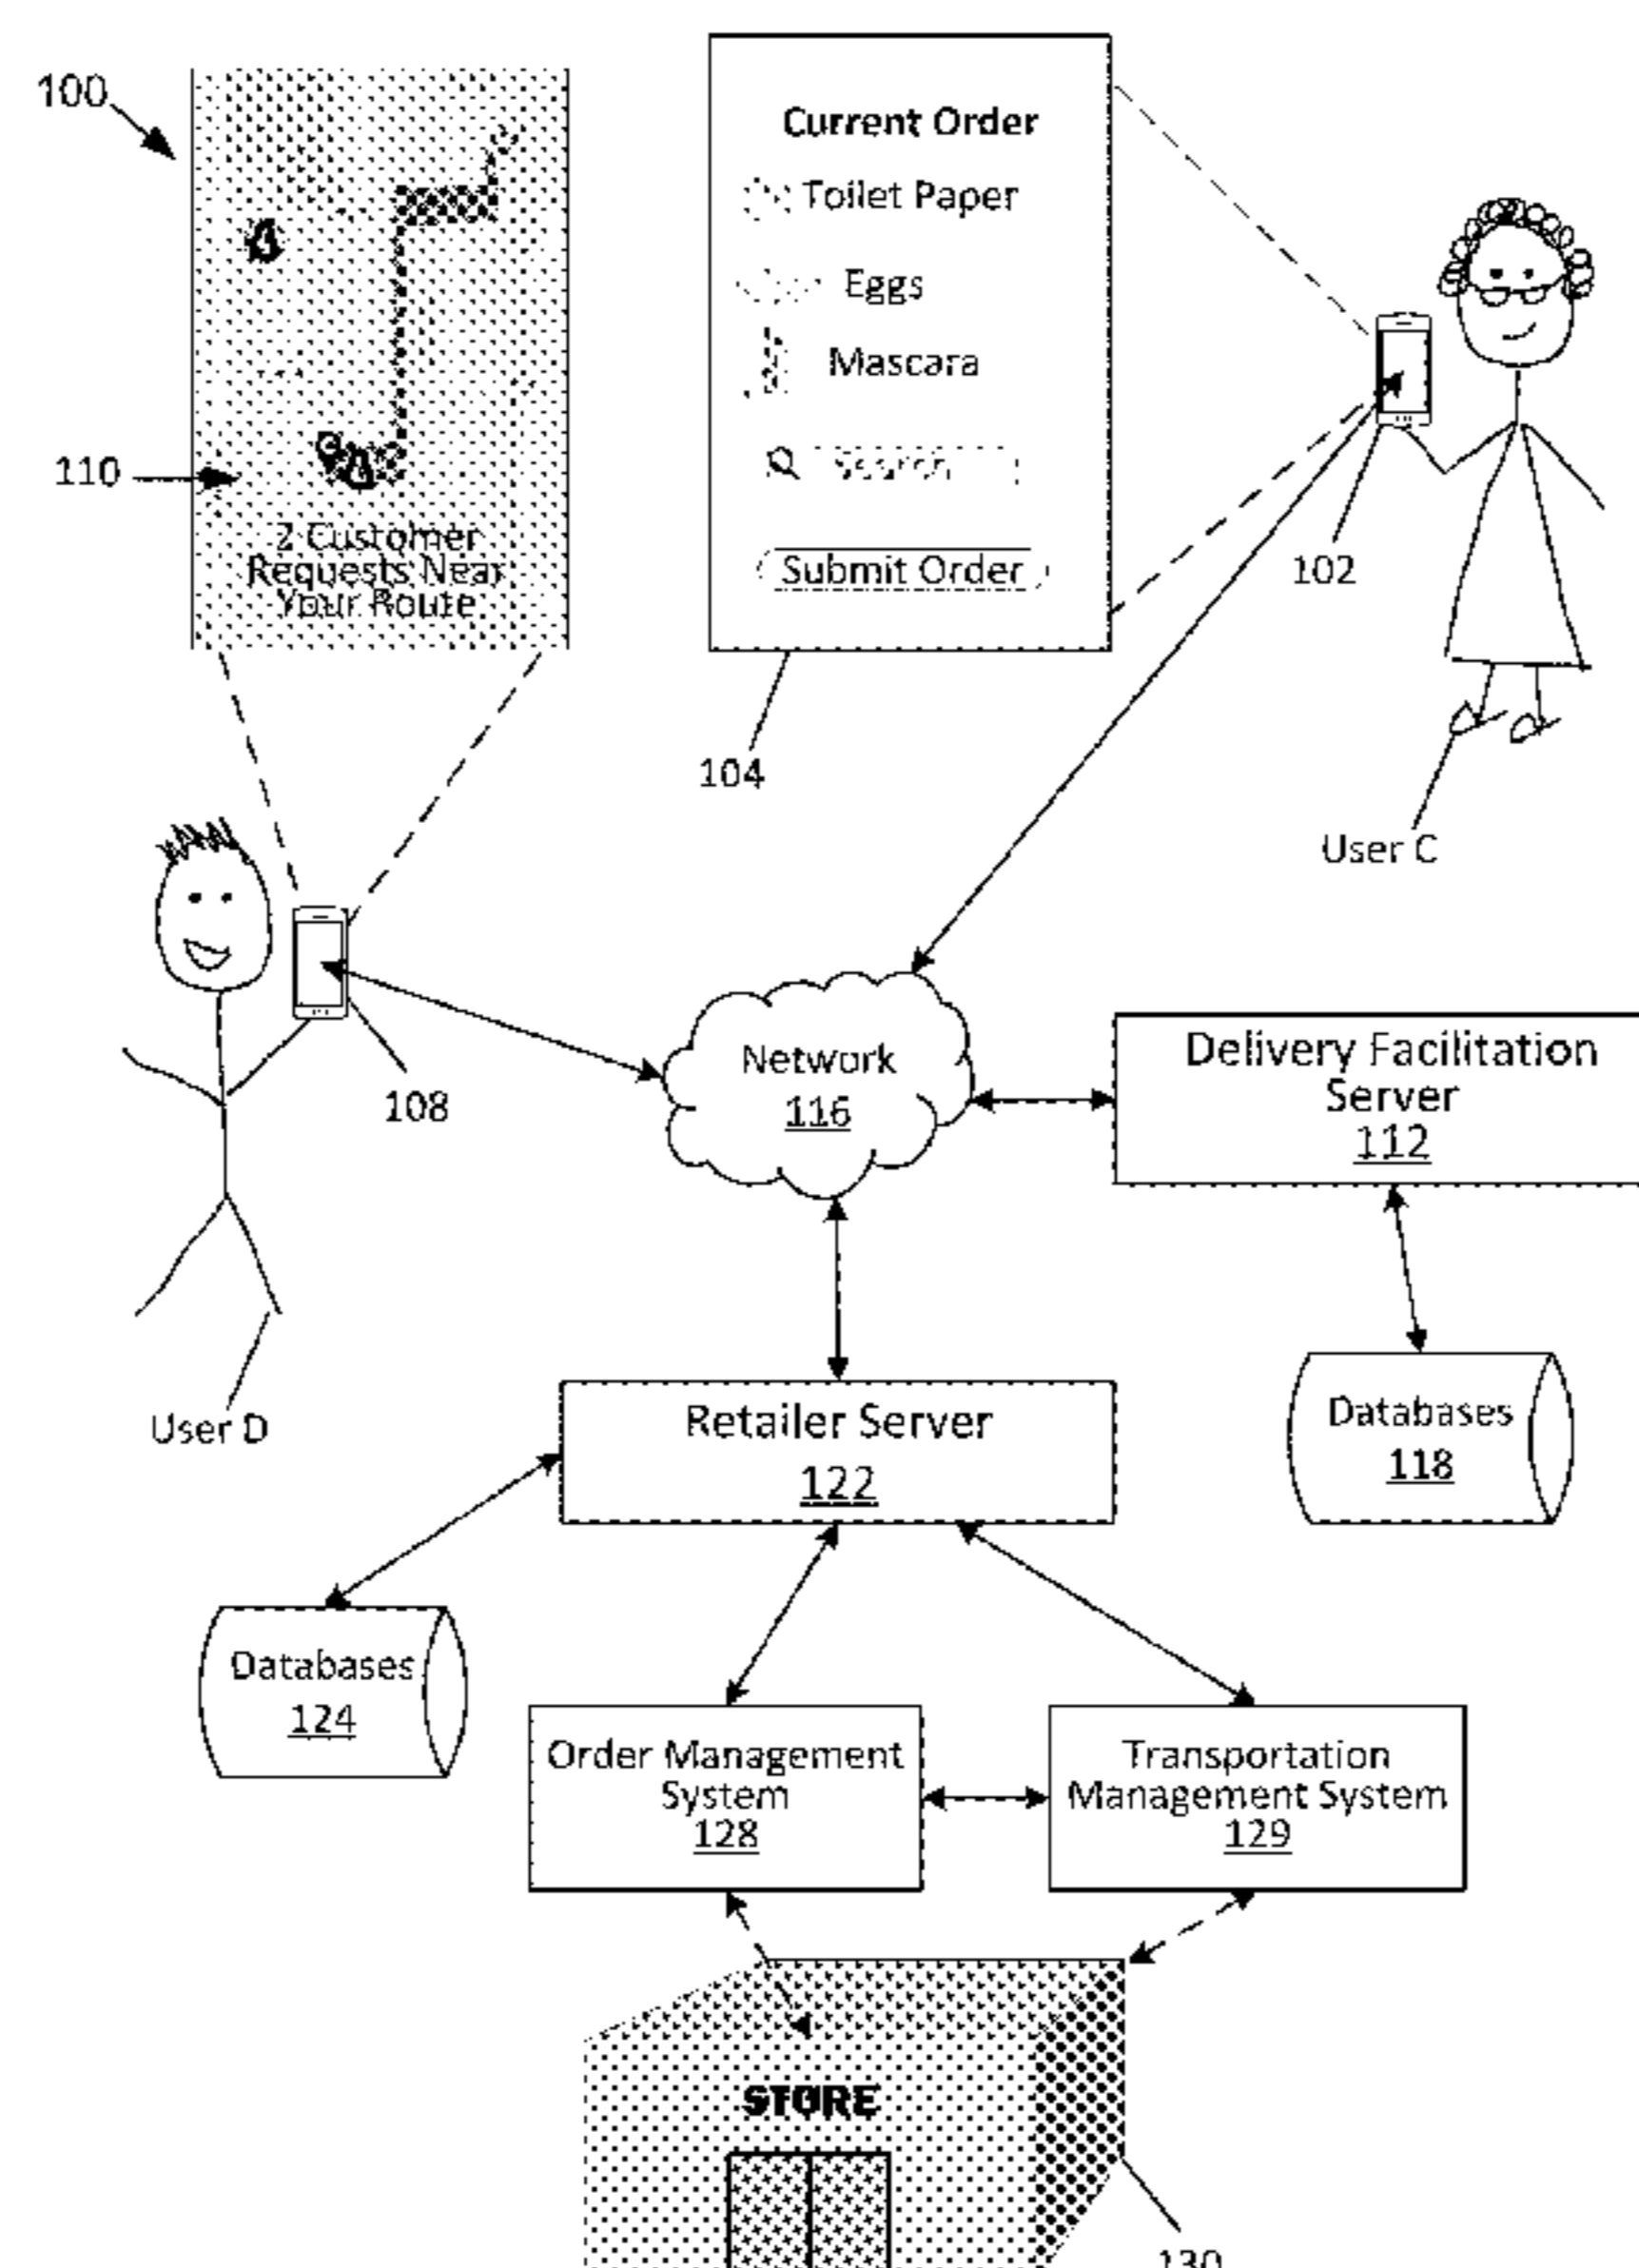 100
110
2 Customer
Requests Near
Your Route
Current Order
Toilet Paper
Eggs
Mascara
Search
Submit Order
104
102
User C
108
User D
Network
116
Delivery Facilitation
Server
112
Databases
118
Retailer Server
122
Databases
124
Order Management
System
128
Transportation
Management System
129
STORE
130